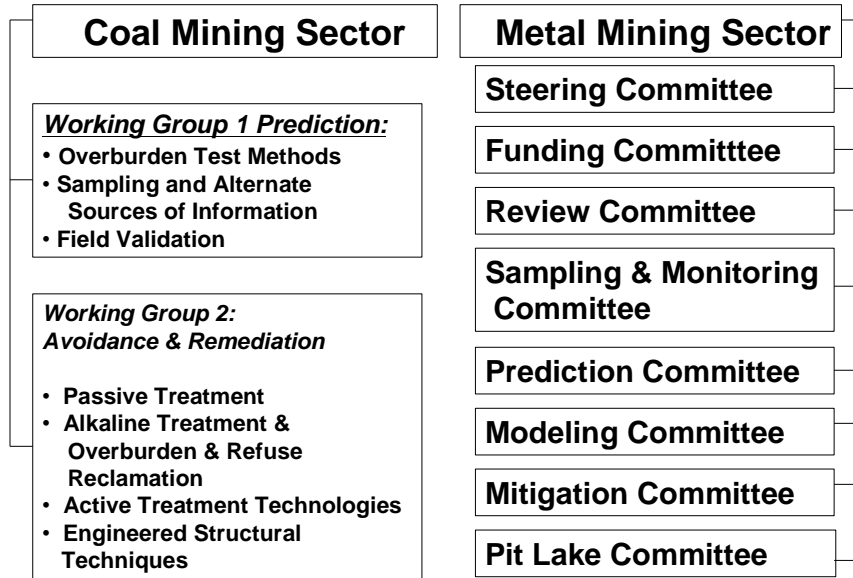 Coal Mining Sector
Working Group 1 Prediction:
• Overburden Test Methods
• Sampling and Alternate
Sources of Information
• Field Validation
Working Group 2:
Avoidance & Remediation
• Passive Treatment
• Alkaline Treatment &
Overburden & Refuse
Reclamation
• Active Treatment Technologies
• Engineered Structural
Techniques
Metal Mining Sector
Steering Committee
Funding Committtee
Review Committee
Sampling & Monitoring
Committee
Prediction Committee
Modeling Committee
Mitigation Committee
Pit Lake Committee